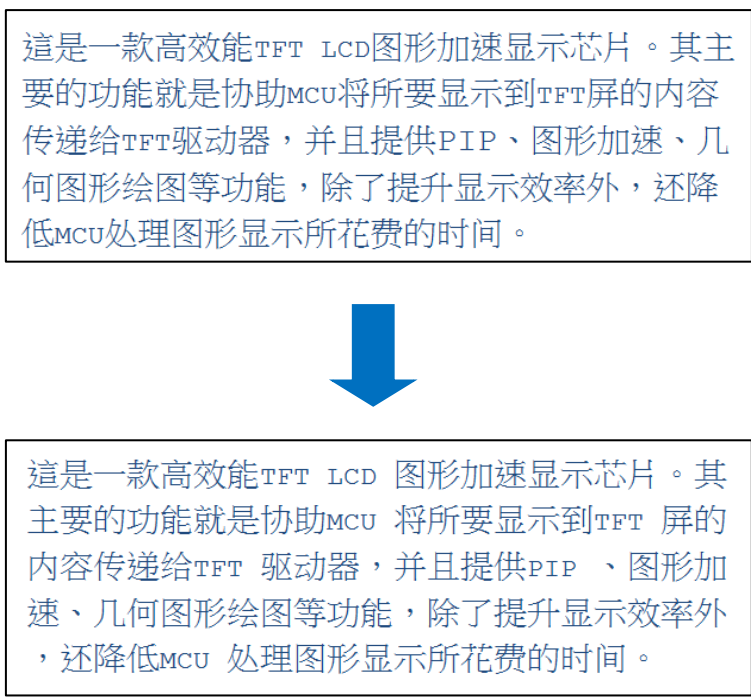 這是一款高效能TFT LCD图形加速显示芯片。其主
要的功能就是协助MCU将所要显示到TFT屏的内容
传递给TFT驱动器，并且提供PIP、图形加速、几
何图形绘图等功能，除了提升显示效率外，还降
低MCU处理图形显示所花费的时间。
這是一款高效能TFT LCD 图形加速显示芯片。其
主要的功能就是协助MCU 将所要显示到TFT 屏的
内容传递给TFT 驱动器，并且提供PIP 、图形加
速、几何图形绘图等功能，除了提升显示效率外
，还降低MCU 处理图形显示所花费的时间。